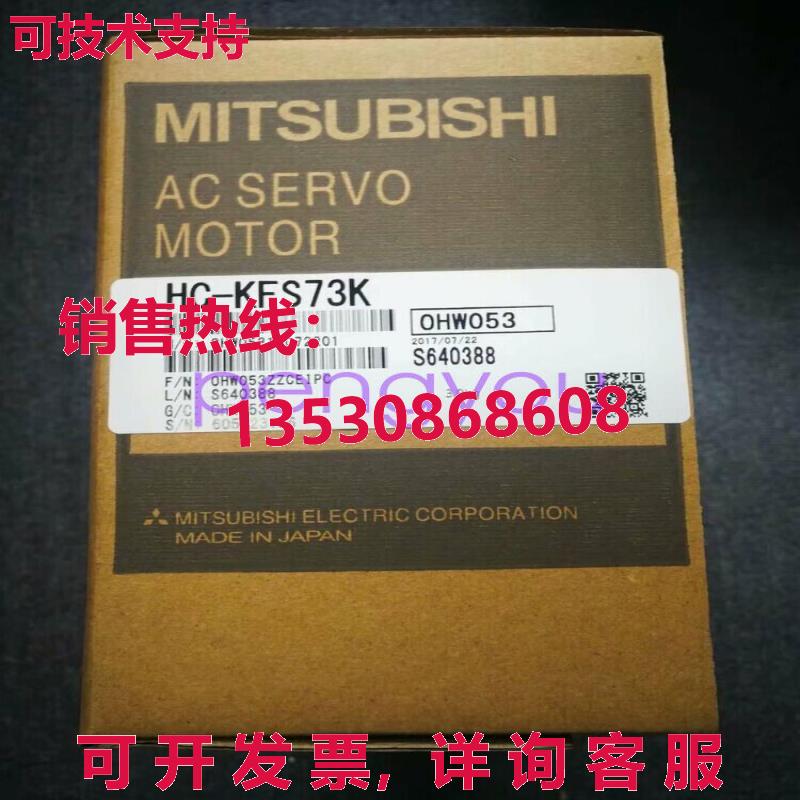 可技术支持
MITSUBISHI
AC SERVO
MOTOR
HC-KFS73K
销售热线:
OHW053
2017/07/22
S640388
F/N: OHW053ZZCE1PC
L/N: S640388
G/C:
S/N:
pengyou
13530868608
MITSUBISHI ELECTRIC CORPORATION
MADE IN JAPAN
可开发票, 详询客服